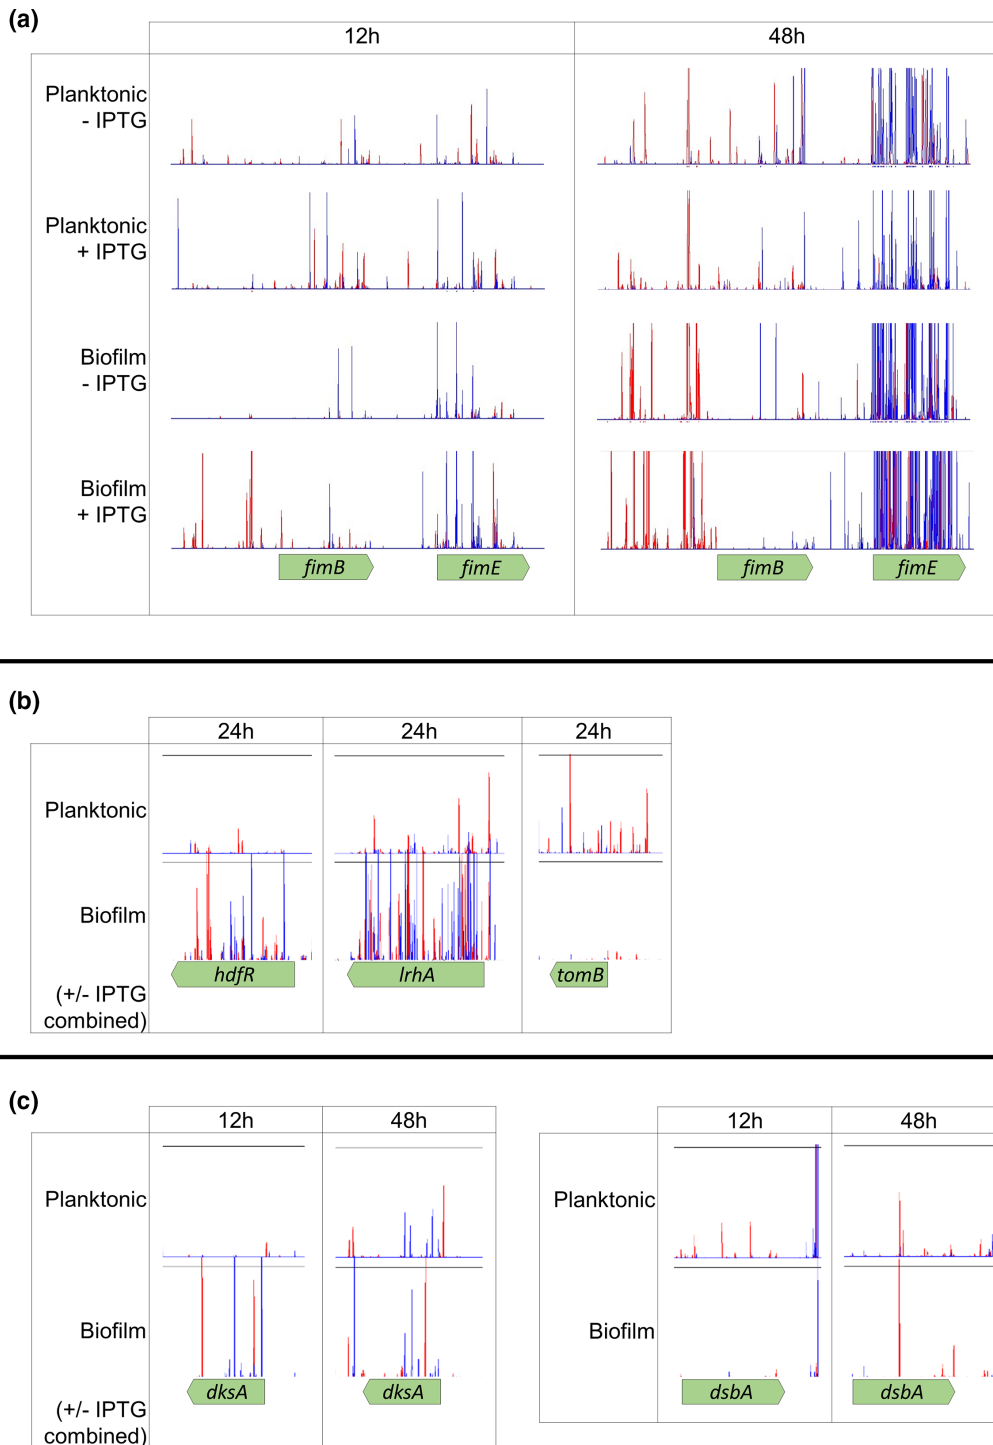 (a)
12h 48h
Planktonic
- IPTG
Planktonic
+ IPTG
Biofilm
- IPTG
Biofilm
+ IPTG
fimB fimE fimB fimE
(b)
24h 24h 24h
Planktonic
Biofilm
hdfR lrhA tomB
(+/- IPTG
combined)
(c)
12h 48h
Planktonic
Biofilm
dksA dksA
(+/- IPTG
combined)
12h 48h
Planktonic
Biofilm
dsbA dsbA